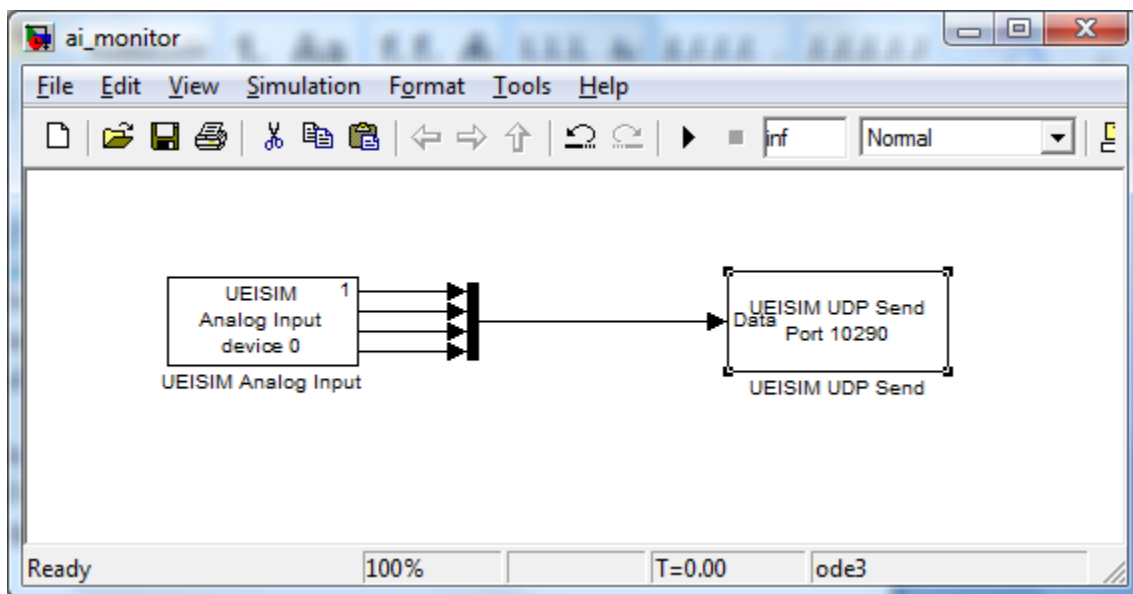 ai_monitor
File Edit View Simulation Format Tools Help
inf Normal
UEISIM 1
Analog Input
device 0
UEISIM Analog Input
Data
UEISIM UDP Send
Port 10290
UEISIM UDP Send
Ready 100% T=0.00 ode3